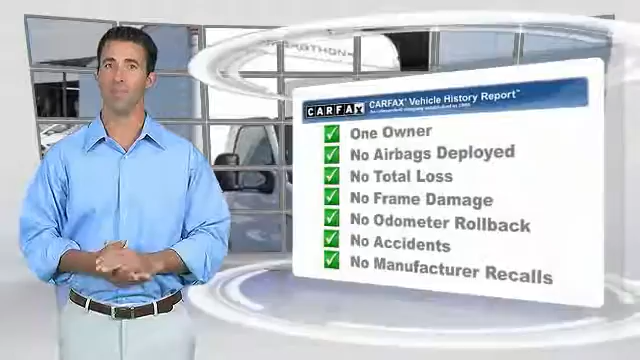 CARFAX
CARFAX® Vehicle History Report™
One Owner
No Airbags Deployed
No Total Loss
No Frame Damage
No Odometer Rollback
No Accidents
No Manufacturer Recalls